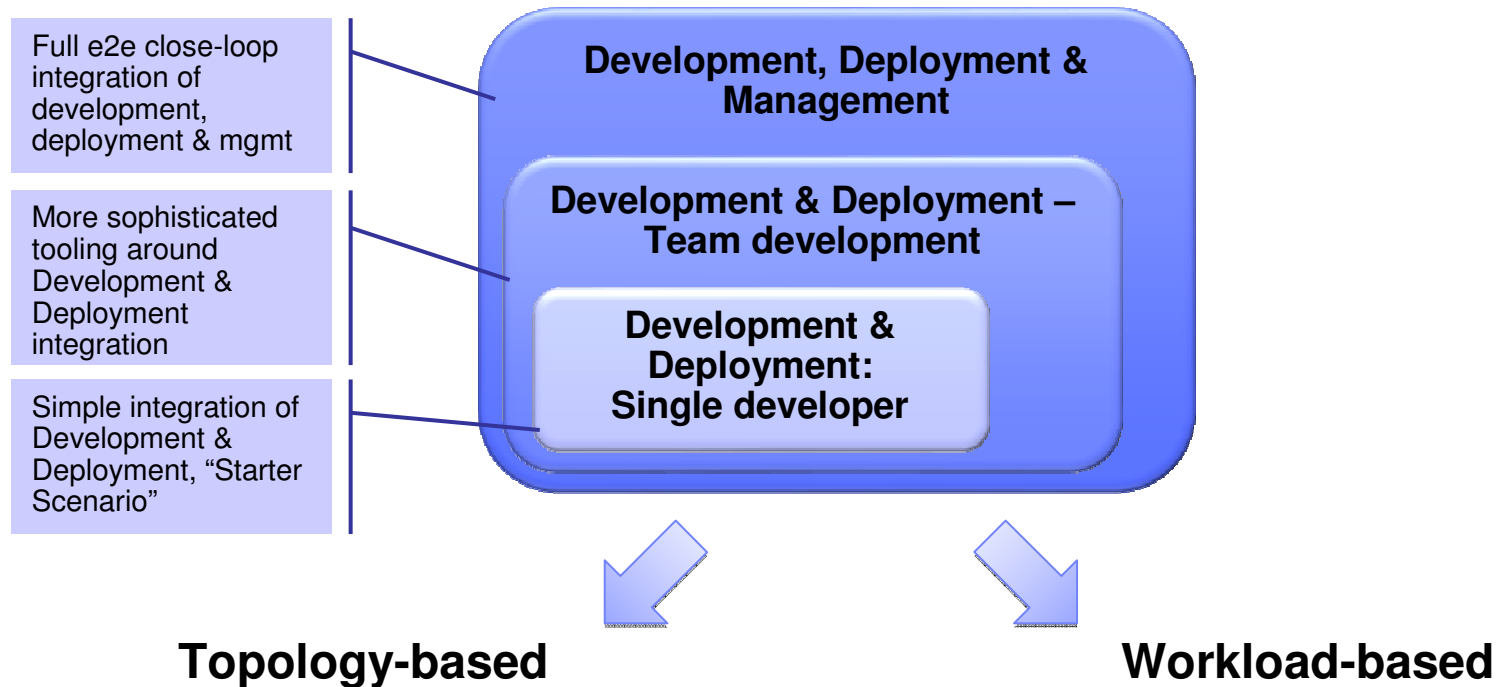 Full e2e close-loop
integration of
development,
deployment & mgmt
More sophisticated
tooling around
Development &
Deployment
integration
Simple integration of
Development &
Deployment, “Starter
Scenario”
Development, Deployment &
Management
Development & Deployment –
Team development
Development &
Deployment:
Single developer
Topology-based
Workload-based